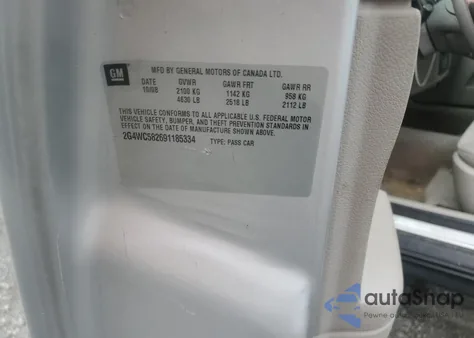 GM
MFD BY GENERAL MOTORS OF CANADA LTD.
DATE GVWR GAWR FRT GAWR RR
10/08 2100 KG 1142 KG 958 KG
4630 LB 2518 LB 2112 LB
THIS VEHICLE CONFORMS TO ALL APPLICABLE U.S. FEDERAL MOTOR
VEHICLE SAFETY, BUMPER, AND THEFT PREVENTION STANDARDS IN
EFFECT ON THE DATE OF MANUFACTURE SHOWN ABOVE.
2G4WC582691185334 TYPE: PASS CAR
autoSnap